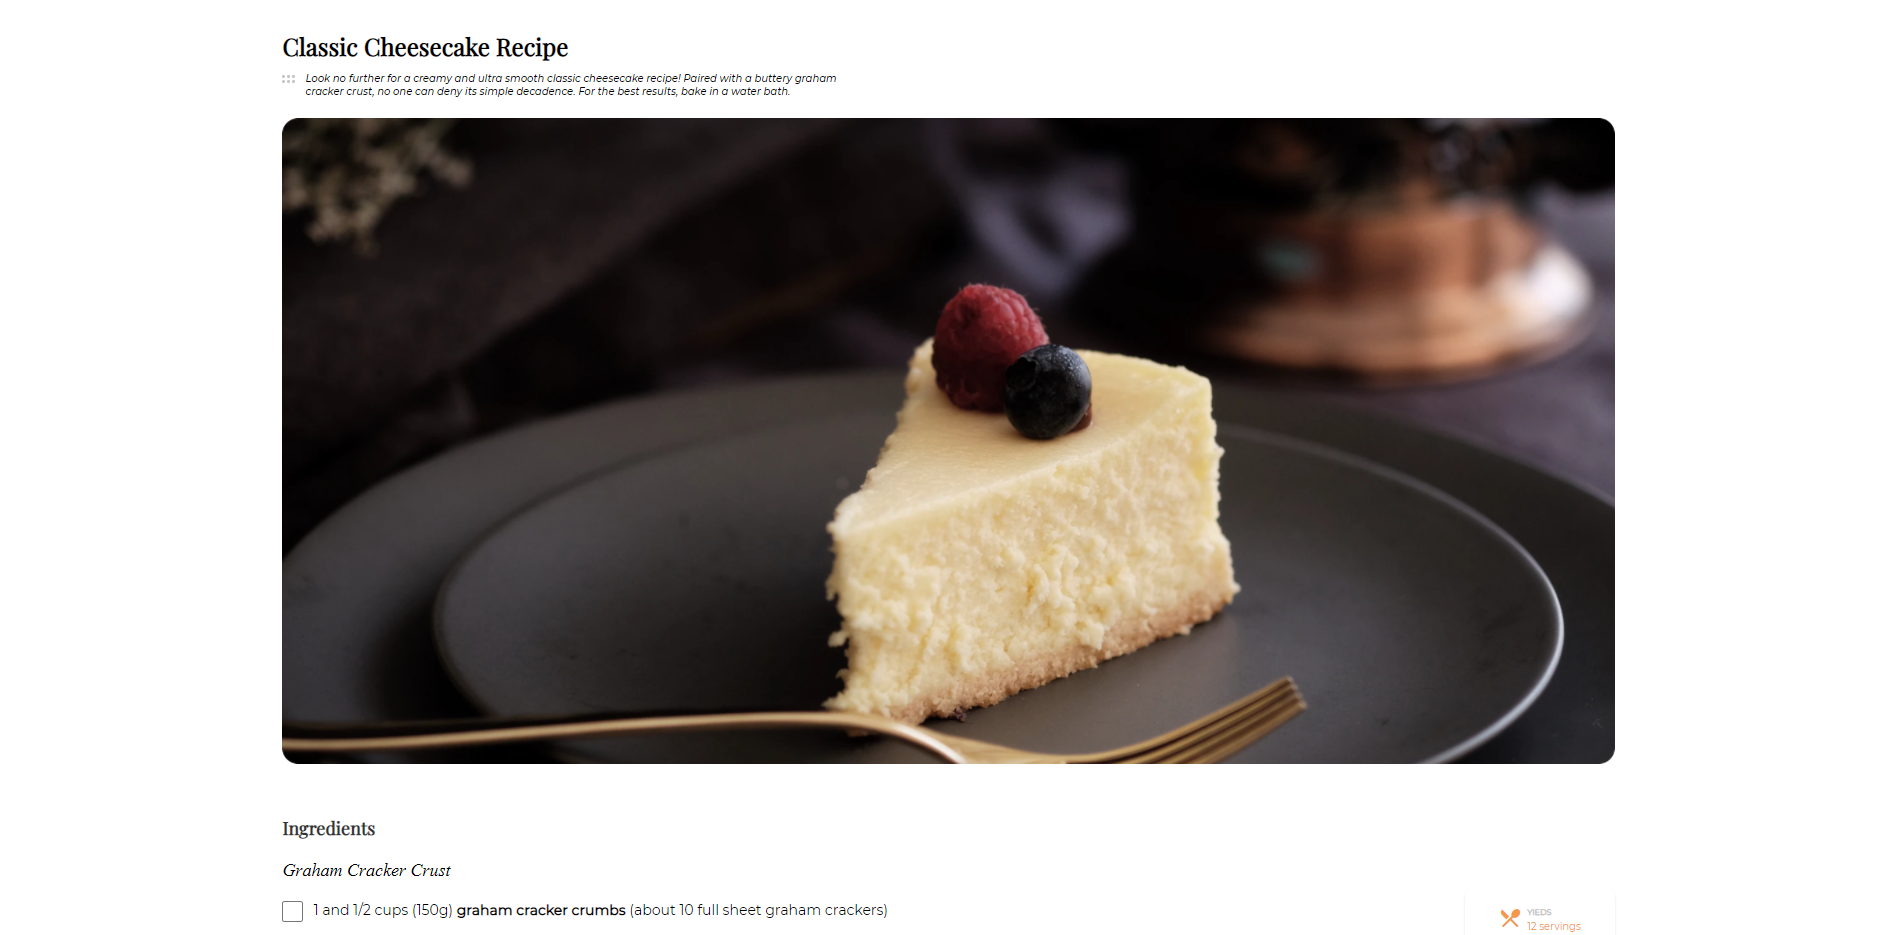 Classic Cheesecake Recipe
Look no further for a creamy and ultra smooth classic cheesecake recipe! Paired with a buttery graham
cracker crust, no one can deny its simple decadence. For the best results, bake in a water bath.
Ingredients
Graham Cracker Crust
1 and 1/2 cups (150g) graham cracker crumbs (about 10 full sheet graham crackers)
YIEDS
12 servings